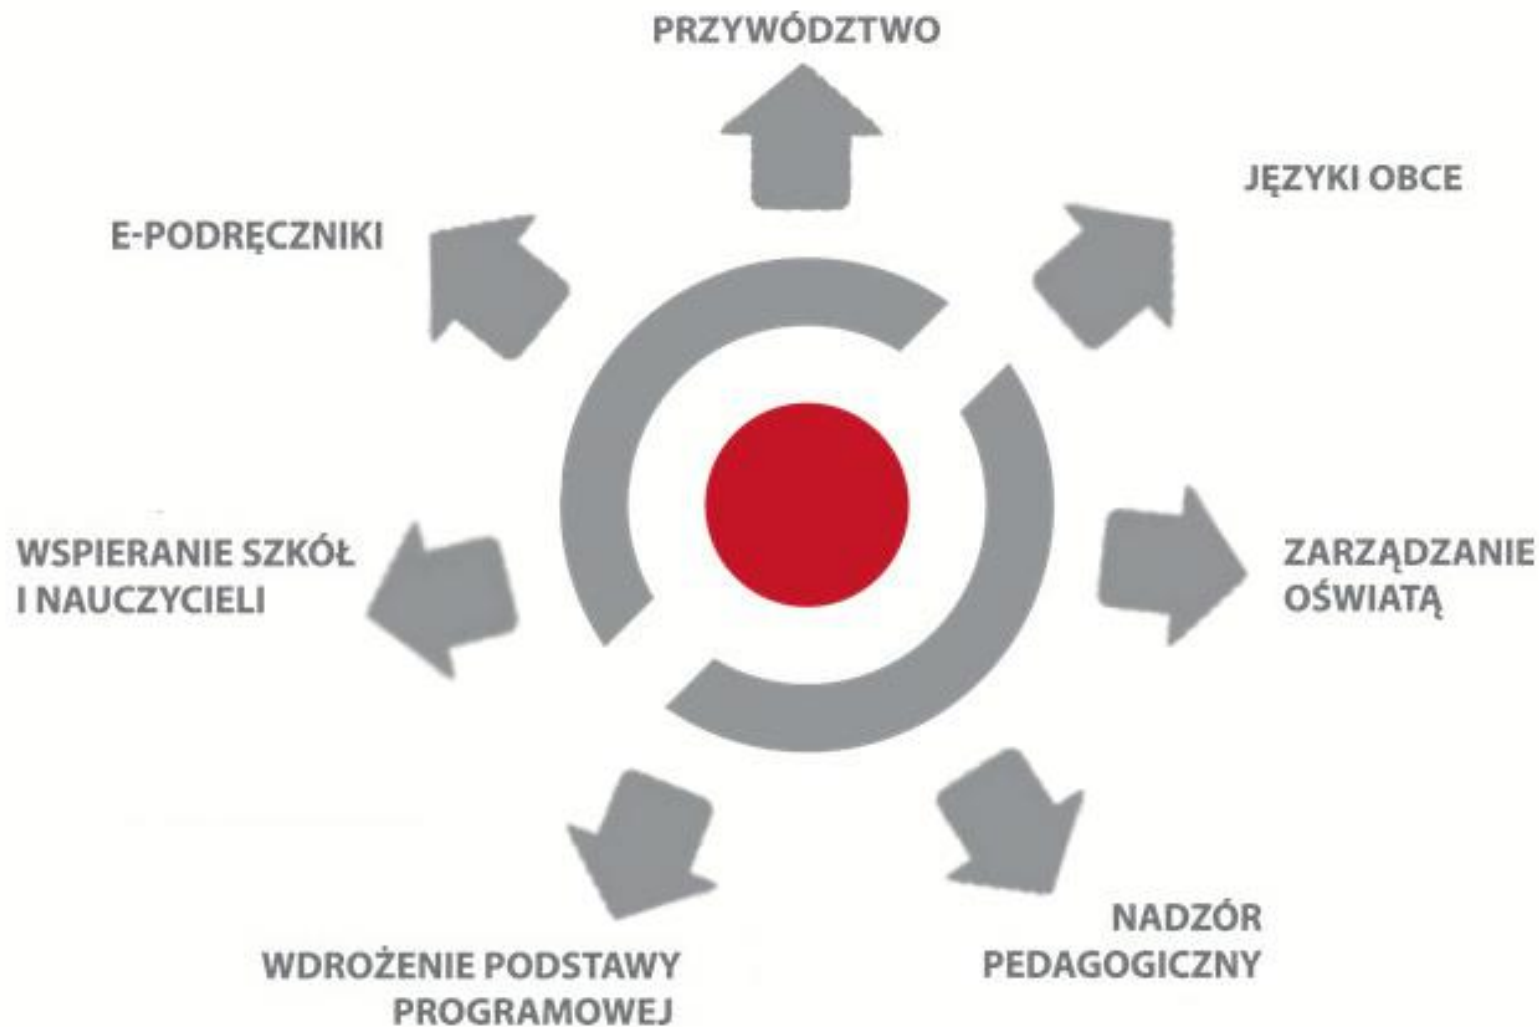 PRZYWÓDZTWO
JĘZYKI OBCE
E-PODRĘCZNIKI
WSPIERANIE SZKÓŁ
I NAUCZYCIELI
ZARZĄDZANIE
OŚWIATĄ
NADZÓR
PEDAGOGICZNY
WDROŻENIE PODSTAWY
PROGRAMOWEJ